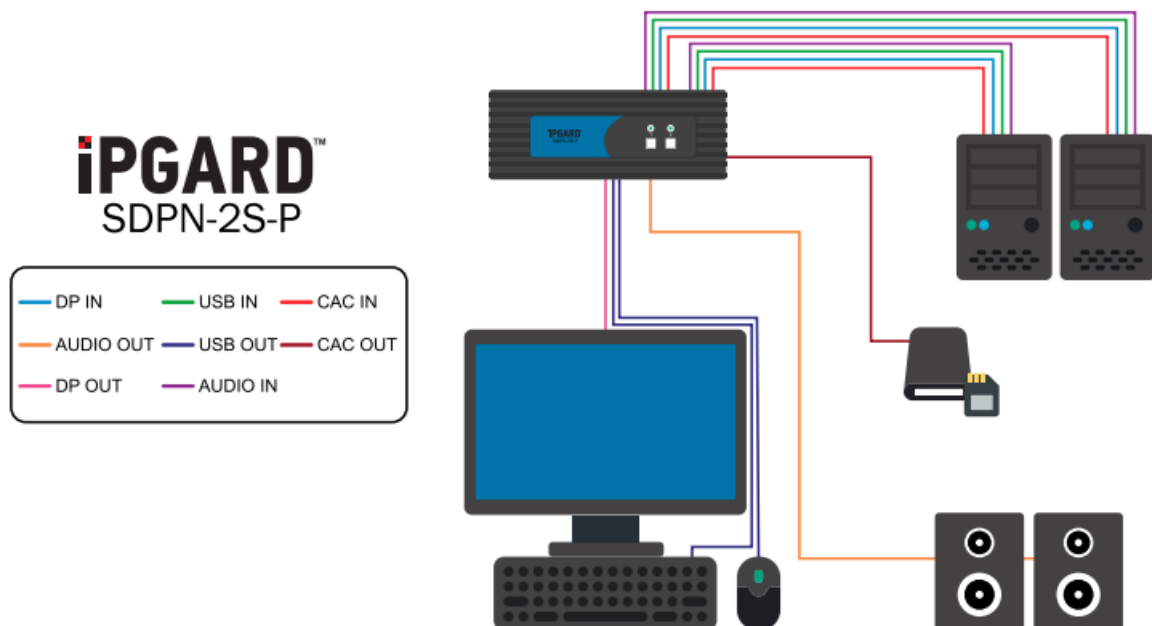 iPGARD™
SDPN-2S-P
DP IN
USB IN
CAC IN
AUDIO OUT
USB OUT
CAC OUT
DP OUT
AUDIO IN
IPGARD